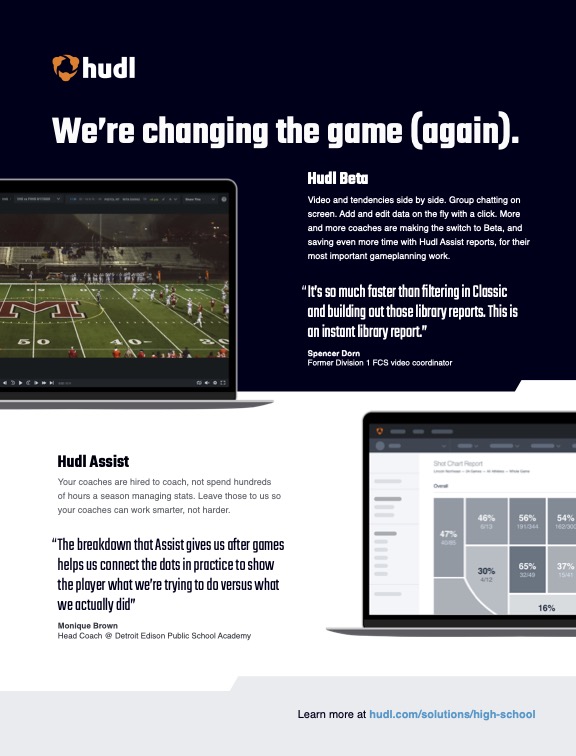 hudl
We're changing the game (again).
Hudl Beta
Video and tendencies side by side. Group chatting on
screen. Add and edit data on the fly with a click. More
and more coaches are making the switch to Beta, and
saving even more time with Hudl Assist reports, for their
most important gameplanning work.
“It's so much faster than filtering in Classic
and building out those library reports. This is
an instant library report.”
Spencer Dorn
Former Division 1 FCS video coordinator
M
50
40
Hudl Assist
Your coaches are hired to coach, not spend hundreds
of hours a season managing stats. Leave those to us so
your coaches can work smarter, not harder.
“The breakdown that Assist gives us after games
helps us connect the dots in practice to show
the player what we're trying to do versus what
we actually did”
Monique Brown
Head Coach @ Detroit Edison Public School Academy
Shot Chart Report
Overall
47%
40/85
46%
6/13
56%
191/344
54%
30%
4/12
65%
32/49
37%
15/41
16%
Learn more at hudl.com/solutions/high-school